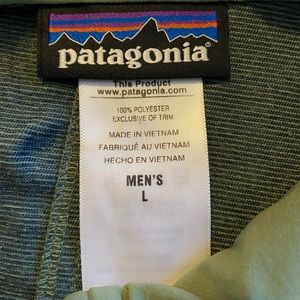 patagonia®
This Product
www.patagonia.com
100% POLYESTER
EXCLUSIVE OF TRIM
MADE IN VIETNAM
FABRIQUÉ AU VIETNAM
HECHO EN VIETNAM
MEN'S
L